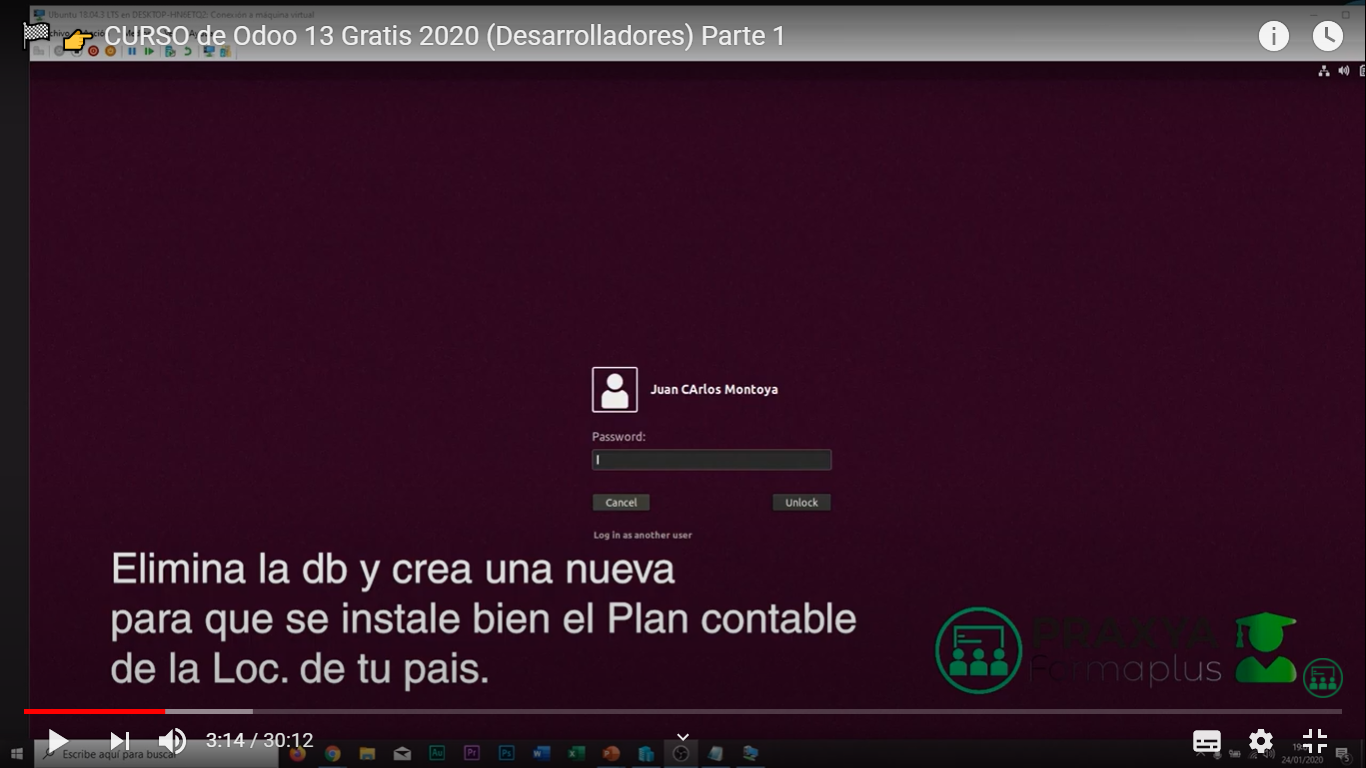 Ubuntu 18.04.3 LTS en DESKTOP-HN6ETQ2: Conexión a máquina virtual
CURSO de Odoo 13 Gratis 2020 (Desarrolladores) Parte 1
Juan CArlos Montoya
Password:
Cancel
Unlock
Log in as another user
Elimina la db y crea una nueva
para que se instale bien el Plan contable
de la Loc. de tu pais.
PRAXYA
formaplus
3:14 / 30:12
Escribe aquí para buscar
Au
Pr
Ps
24/01/2020